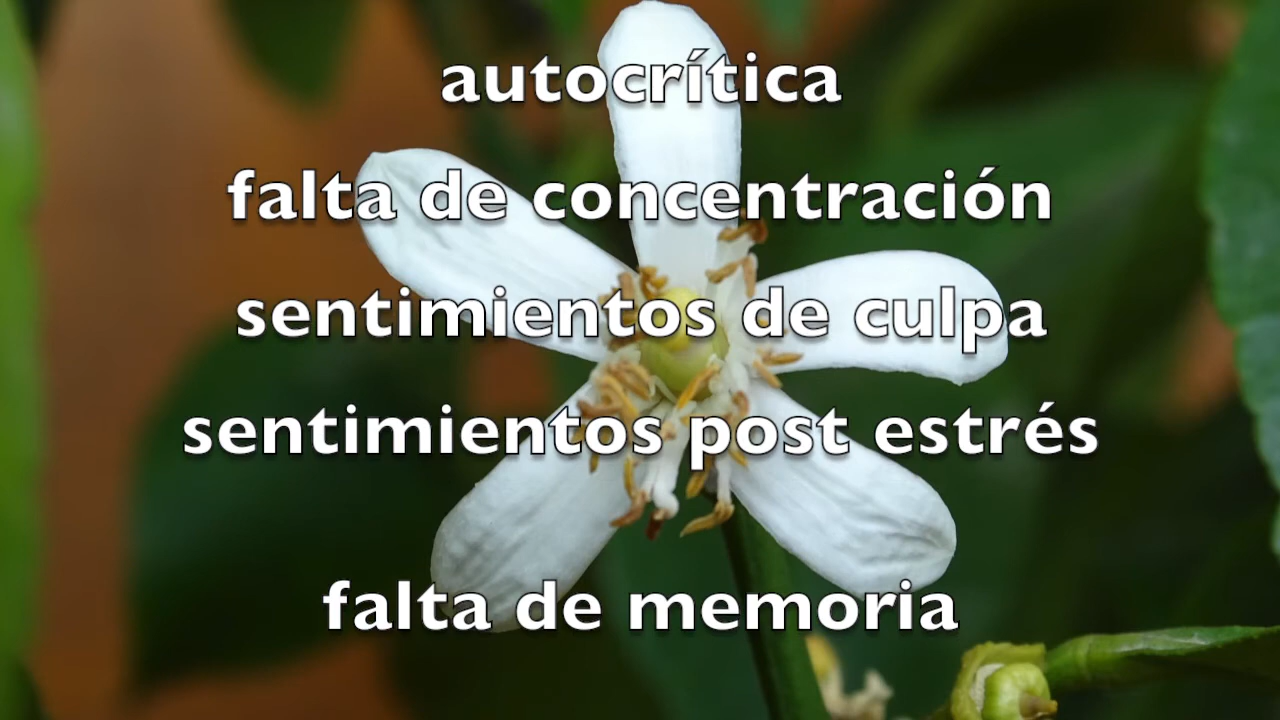 autocrítica
falta de concentración
sentimientos de culpa
sentimientos post estrés
falta de memoria